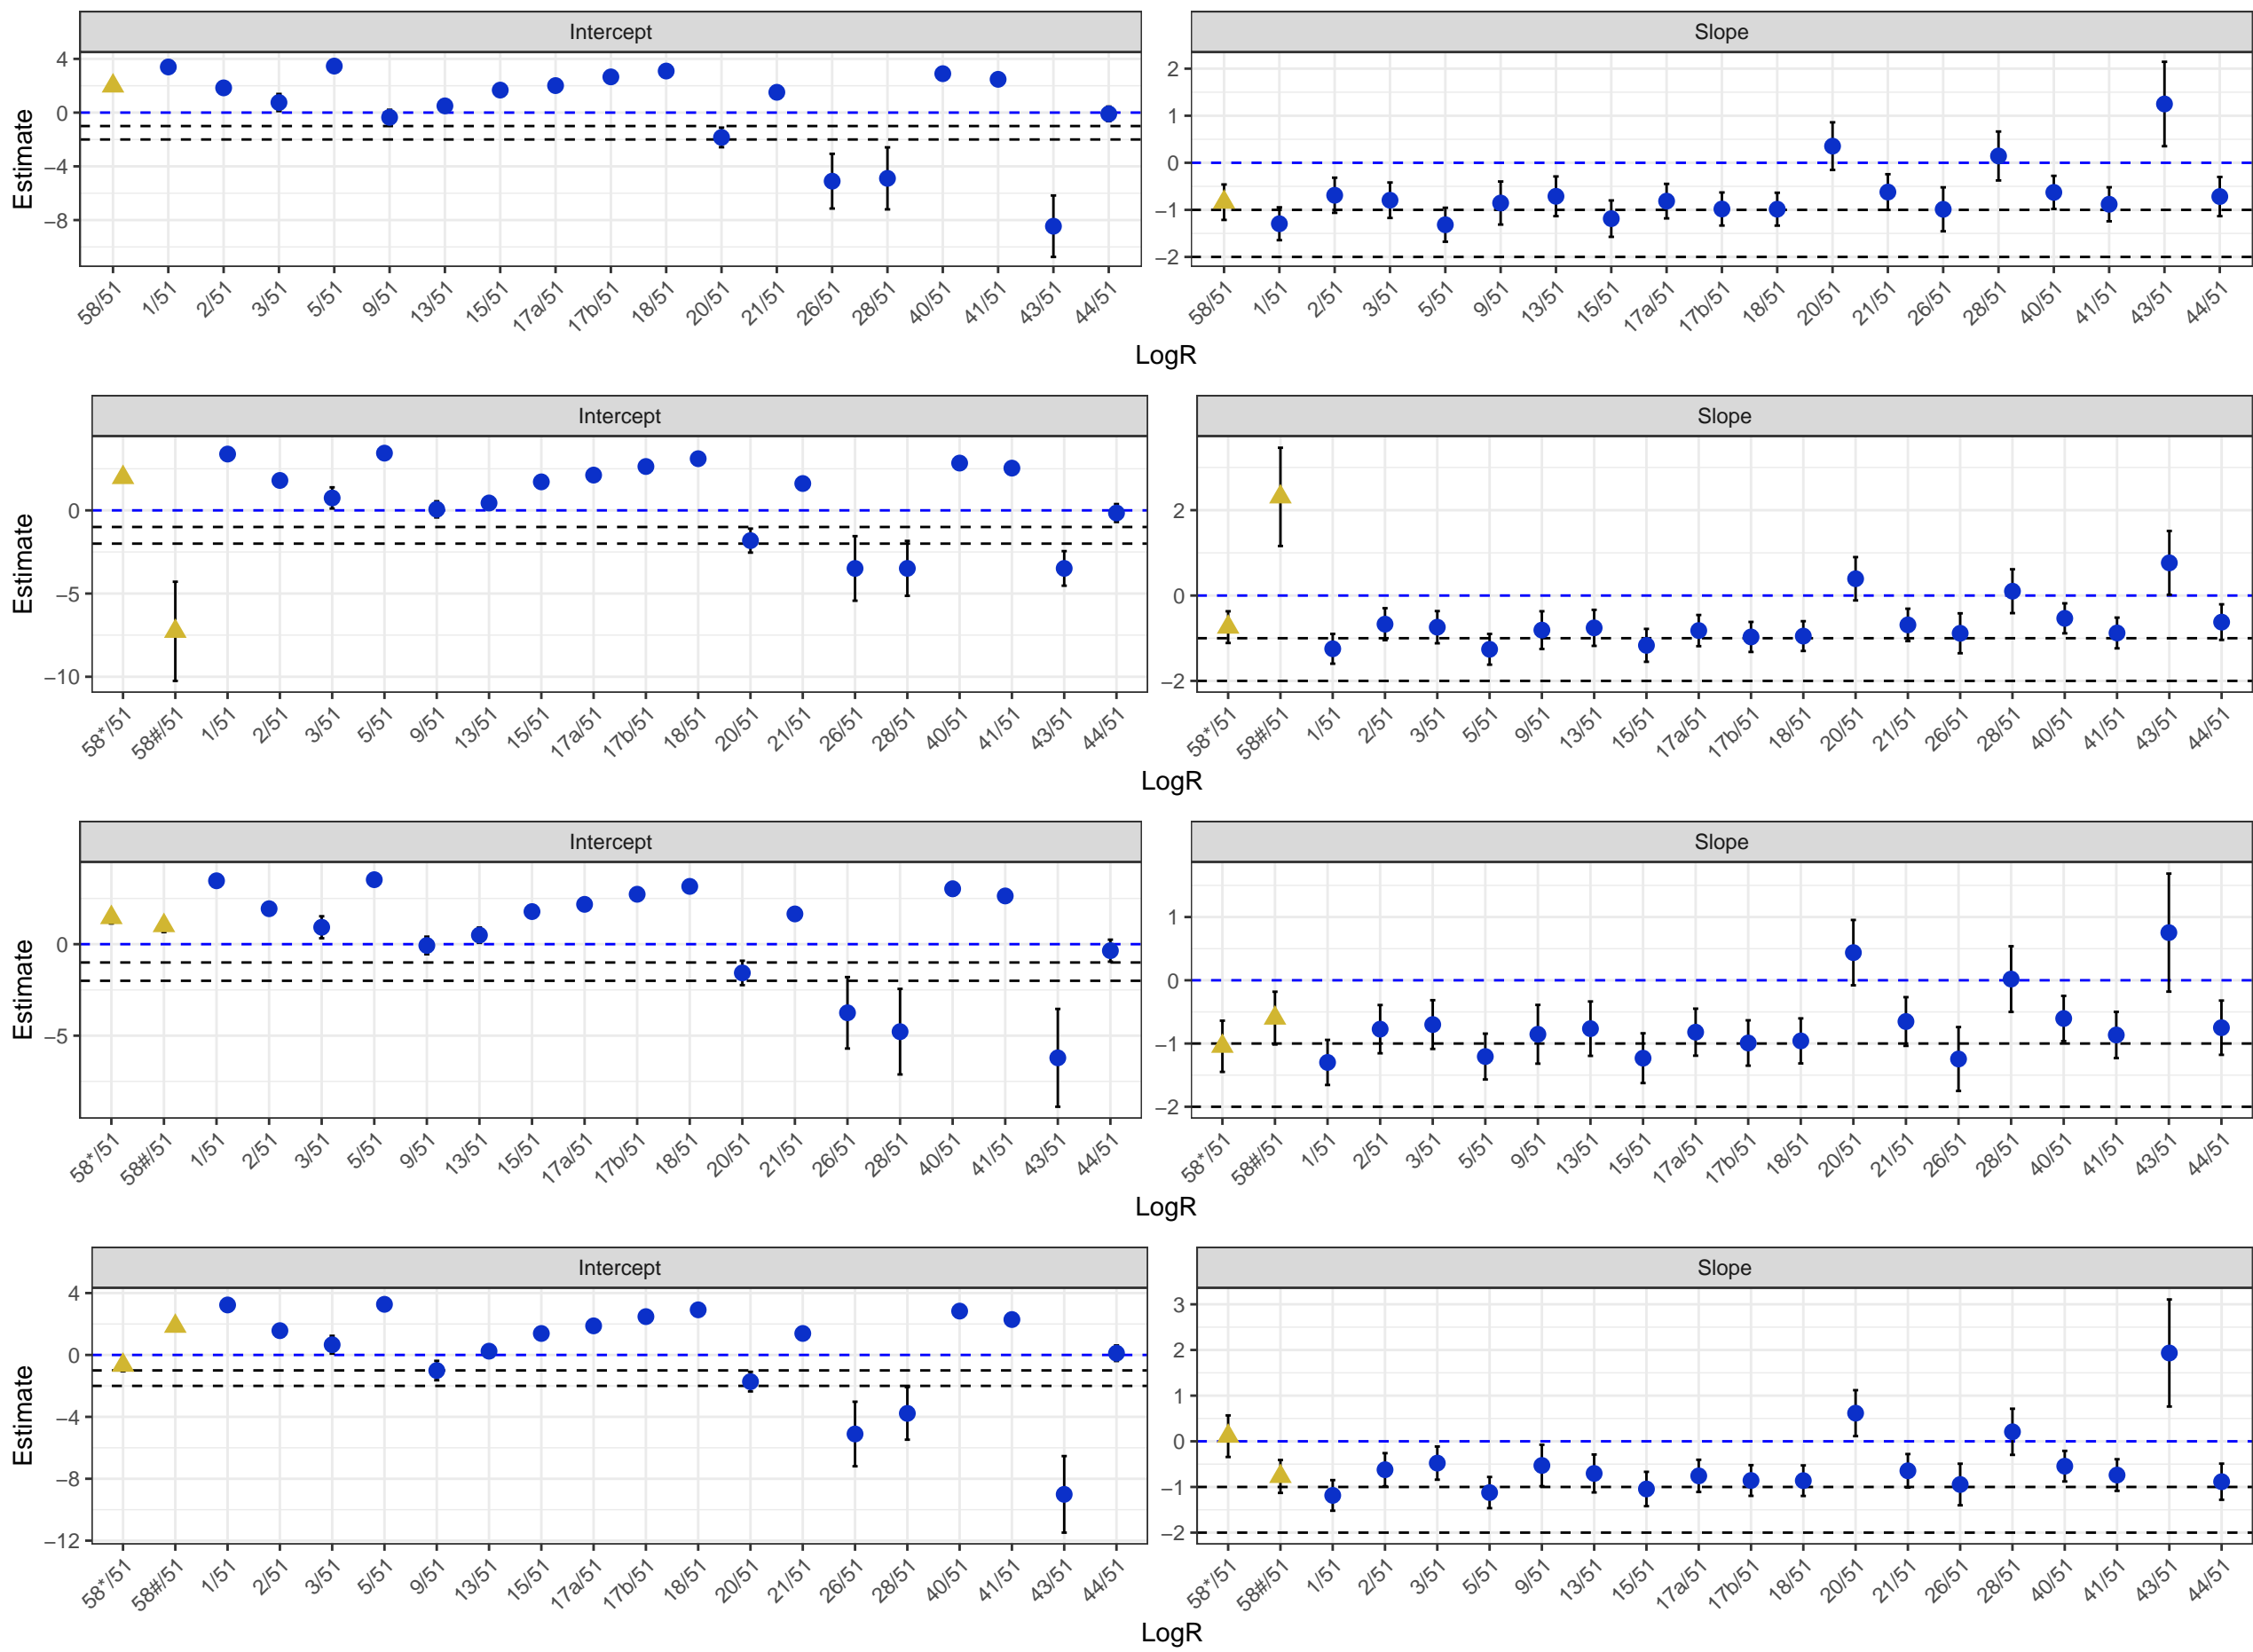 Intercept Slope
Estimate
4
0
−4
−8
2
1
0
−1
−2
58/51 1/51 2/51 3/51 5/51 9/51 13/51 15/51 17a/51 17b/51 18/51 20/51 21/51 26/51 28/51 40/51 41/51 43/51 44/51
58/51 1/51 2/51 3/51 5/51 9/51 13/51 15/51 17a/51 17b/51 18/51 20/51 21/51 26/51 28/51 40/51 41/51 43/51 44/51
LogR
Intercept Slope
Estimate
0
−5
−10
2
0
−2
58*/51 58#/51 1/51 2/51 3/51 5/51 9/51 13/51 15/51 17a/51 17b/51 18/51 20/51 21/51 26/51 28/51 40/51 41/51 43/51 44/51
58*/51 58#/51 1/51 2/51 3/51 5/51 9/51 13/51 15/51 17a/51 17b/51 18/51 20/51 21/51 26/51 28/51 40/51 41/51 43/51 44/51
LogR
Intercept Slope
Estimate
0
−5
1
0
−1
−2
58*/51 58#/51 1/51 2/51 3/51 5/51 9/51 13/51 15/51 17a/51 17b/51 18/51 20/51 21/51 26/51 28/51 40/51 41/51 43/51 44/51
58*/51 58#/51 1/51 2/51 3/51 5/51 9/51 13/51 15/51 17a/51 17b/51 18/51 20/51 21/51 26/51 28/51 40/51 41/51 43/51 44/51
LogR
Intercept Slope
Estimate
4
0
−4
−8
−12
3
2
1
0
−1
−2
58*/51 58#/51 1/51 2/51 3/51 5/51 9/51 13/51 15/51 17a/51 17b/51 18/51 20/51 21/51 26/51 28/51 40/51 41/51 43/51 44/51
58*/51 58#/51 1/51 2/51 3/51 5/51 9/51 13/51 15/51 17a/51 17b/51 18/51 20/51 21/51 26/51 28/51 40/51 41/51 43/51 44/51
LogR